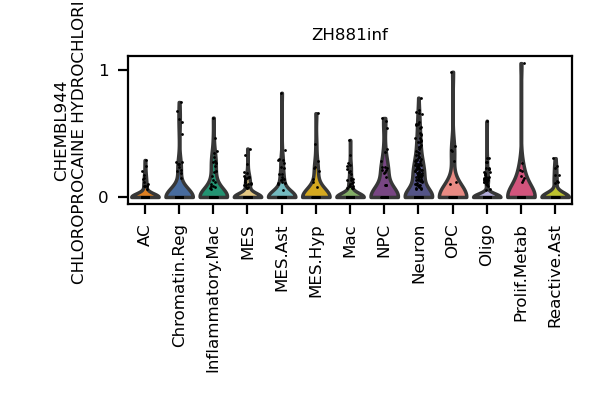 ZH881inf
CHEMBL944
CHLOROPROCAINE HYDROCHLORI
1
0
AC
Chromatin.Reg
Inflammatory.Mac
MES
MES.Ast
MES.Hyp
Mac
NPC
Neuron
OPC
Oligo
Prolif.Metab
Reactive.Ast